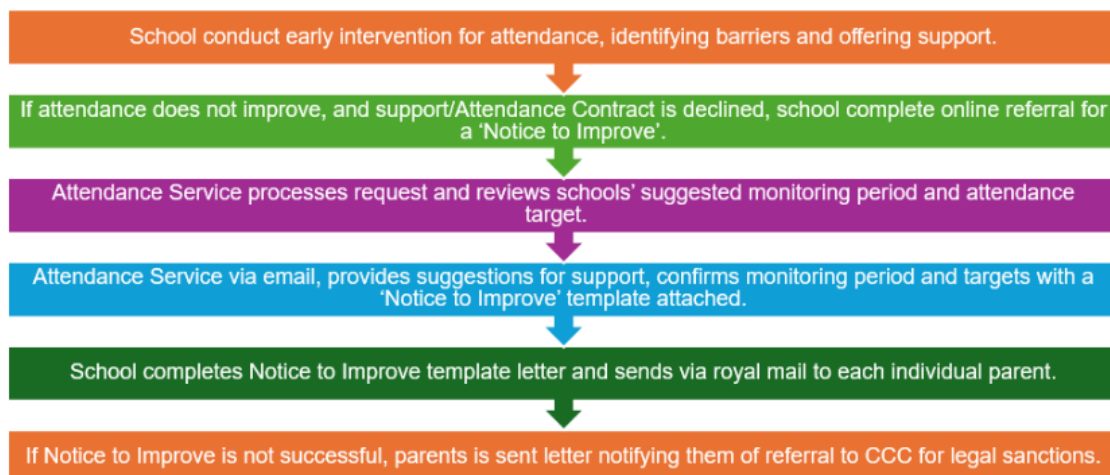 School conduct early intervention for attendance, identifying barriers and offering support.
If attendance does not improve, and support/Attendance Contract is declined, school complete online referral for
a ‘Notice to Improve’.
Attendance Service processes request and reviews schools’ suggested monitoring period and attendance
target.
Attendance Service via email, provides suggestions for support, confirms monitoring period and targets with a
‘Notice to Improve’ template attached.
School completes Notice to Improve template letter and sends via royal mail to each individual parent.
If Notice to Improve is not successful, parents is sent letter notifying them of referral to CCC for legal sanctions.